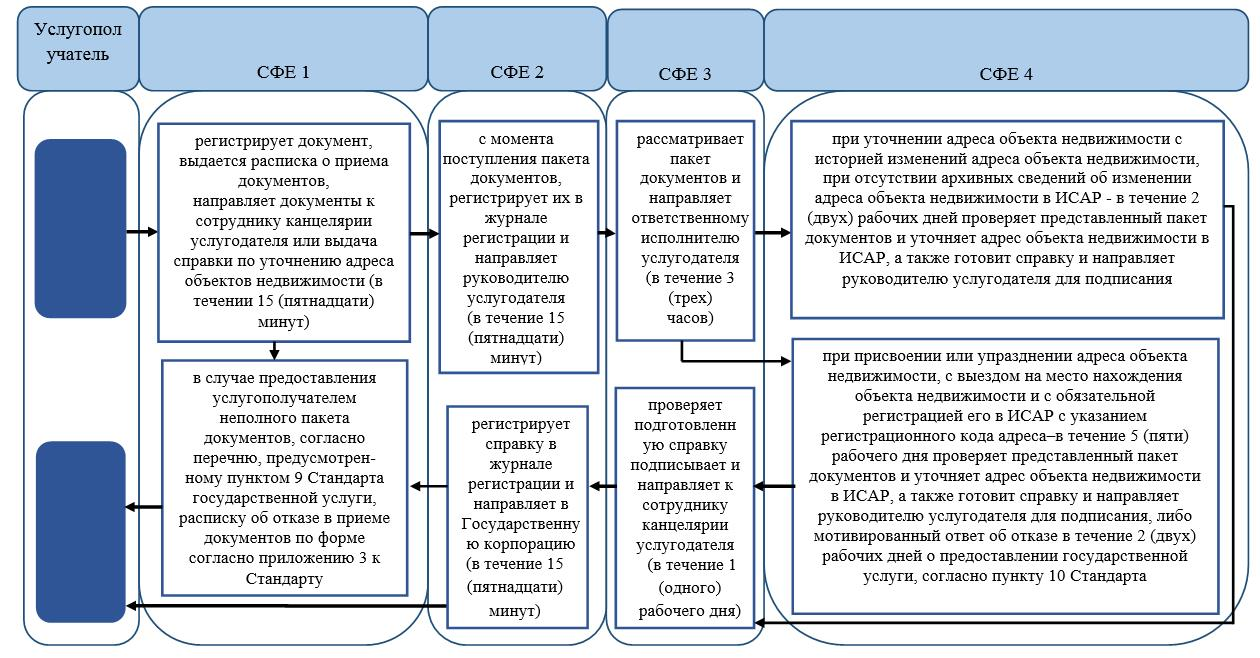 Услугопол
учатель
СФЕ 1
СФЕ 2
СФЕ 3
СФЕ 4
регистрирует документ,
выдается расписка о приема
документов,
направляет документы к
сотруднику канцелярии
услугодателя или выдача
справки по уточнению адреса
объектов недвижимости (в
течении 15 (пятнадцати)
минут)
с момента
поступления пакета
документов,
регистрирует их в
журнале
регистрации и
направляет
руководителю
услугодателя
(в течение 15
(пятнадцати)
минут)
рассматривает
пакет
документов и
направляет
ответственному
исполнителю
услугодателя
(в течение 3
(трех)
часов)
при уточнении адреса объекта недвижимости с
историей изменений адреса объекта недвижимости,
при отсутствии архивных сведений об изменении
адреса объекта недвижимости в ИСАР - в течение 2
(двух) рабочих дней проверяет представленный пакет
документов и уточняет адрес объекта недвижимости в
ИСАР, а также готовит справку и направляет
руководителю услугодателя для подписания
в случае предоставления
услугополучателем
неполного пакета
документов, согласно
перечню, предусмотрен-
ному пунктом 9 Стандарта
государственной услуги,
расписку об отказе в приеме
документов по форме
согласно приложению 3 к
Стандарту
регистрирует
справку в
журнале
регистрации и
направляет в
Государственну
ю корпорацию
(в течение 15
(пятнадцати)
минут)
проверяет
подготовленн
ую справку
подписывает и
направляет к
сотруднику
канцелярии
услугодателя
(в течение 1
(одного)
рабочего дня)
при присвоении или упразднении адреса объекта
недвижимости, с выездом на место нахождения
объекта недвижимости и с обязательной
регистрацией его в ИСАР с указанием
регистрационного кода адреса–в течение 5 (пяти)
рабочего дня проверяет представленный пакет
документов и уточняет адрес объекта недвижимости
в ИСАР, а также готовит справку и направляет
руководителю услугодателя для подписания, либо
мотивированный ответ об отказе в течение 2 (двух)
рабочих дней о предоставлении государственной
услуги, согласно пункту 10 Стандарта